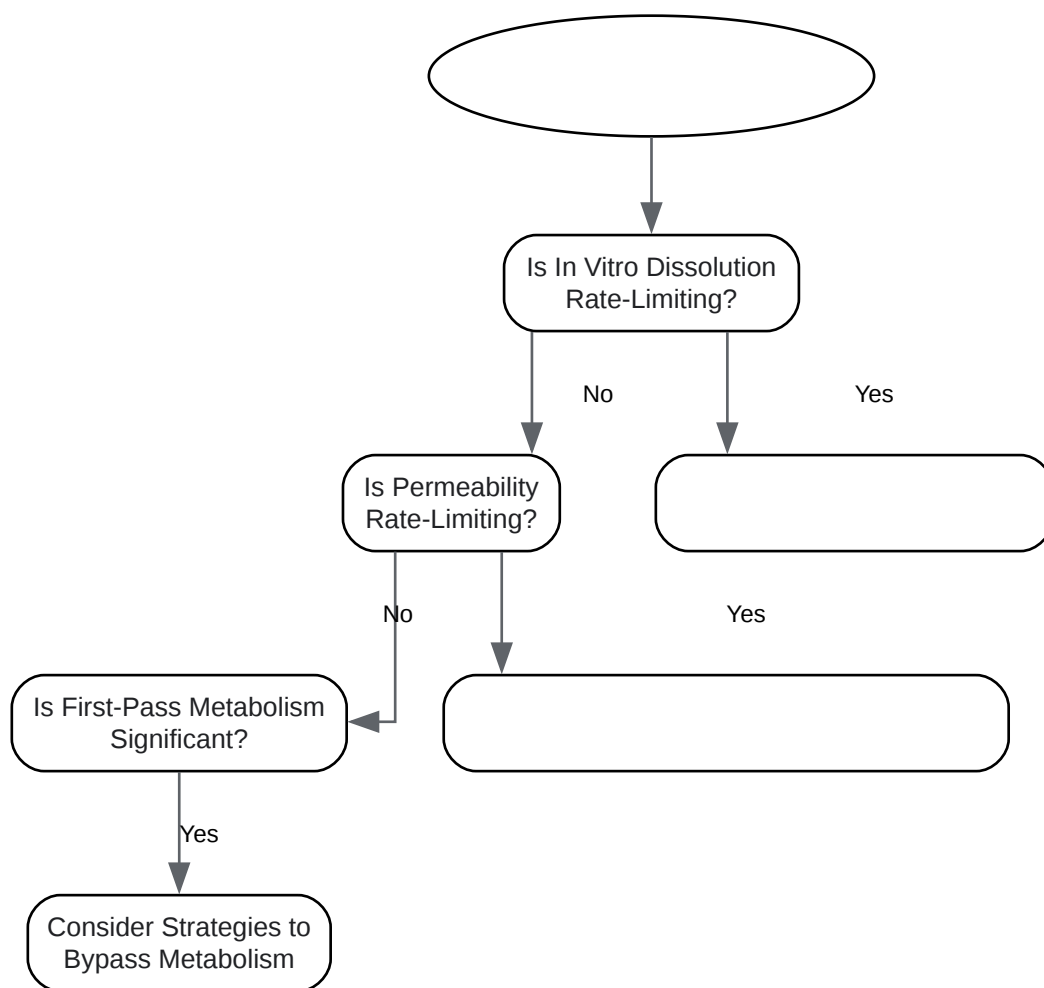 Is In Vitro Dissolution
Rate-Limiting?
No
Yes
Is Permeability
Rate-Limiting?
No
Yes
Is First-Pass Metabolism
Significant?
Yes
Consider Strategies to
Bypass Metabolism